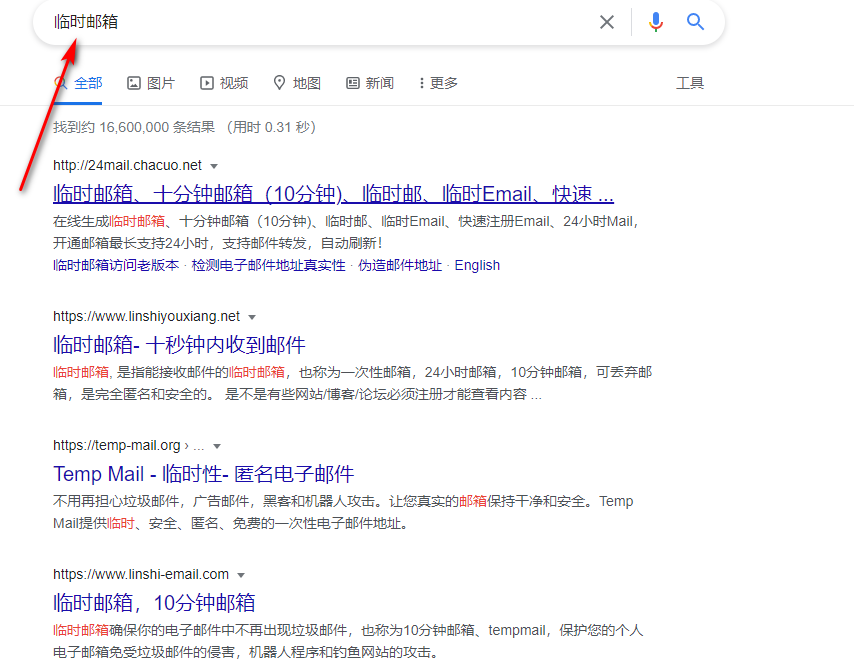 临时邮箱
全部 图片 视频 地图 新闻 更多 工具
找到约 16,600,000 条结果 （用时 0.31 秒）
http://24mail.chacuo.net
临时邮箱、十分钟邮箱（10分钟)、临时邮、临时Email、快速 ...
在线生成临时邮箱、十分钟邮箱（10分钟)、临时邮、临时Email、快速注册Email、24小时Mail，
开通邮箱最长支持24小时，支持邮件转发，自动刷新！
临时邮箱访问老版本 · 检测电子邮件地址真实性 · 伪造邮件地址 · English
https://www.linshiyouxiang.net
临时邮箱- 十秒钟内收到邮件
临时邮箱, 是指能接收邮件的临时邮箱，也称为一次性邮箱，24小时邮箱，10分钟邮箱，可丢弃邮
箱，是完全匿名和安全的。 是不是有些网站/博客/论坛必须注册才能查看内容 ...
https://temp-mail.org › ...
Temp Mail - 临时性- 匿名电子邮件
不用再担心垃圾邮件，广告邮件，黑客和机器人攻击。让您真实的邮箱保持干净和安全。Temp
Mail提供临时、安全、匿名、免费的一次性电子邮件地址。
https://www.linshi-email.com
临时邮箱，10分钟邮箱
临时邮箱确保你的电子邮件中不再出现垃圾邮件，也称为10分钟邮箱、tempmail，保护您的个人
电子邮箱免受垃圾邮件的侵害，机器人程序和钓鱼网站的攻击。